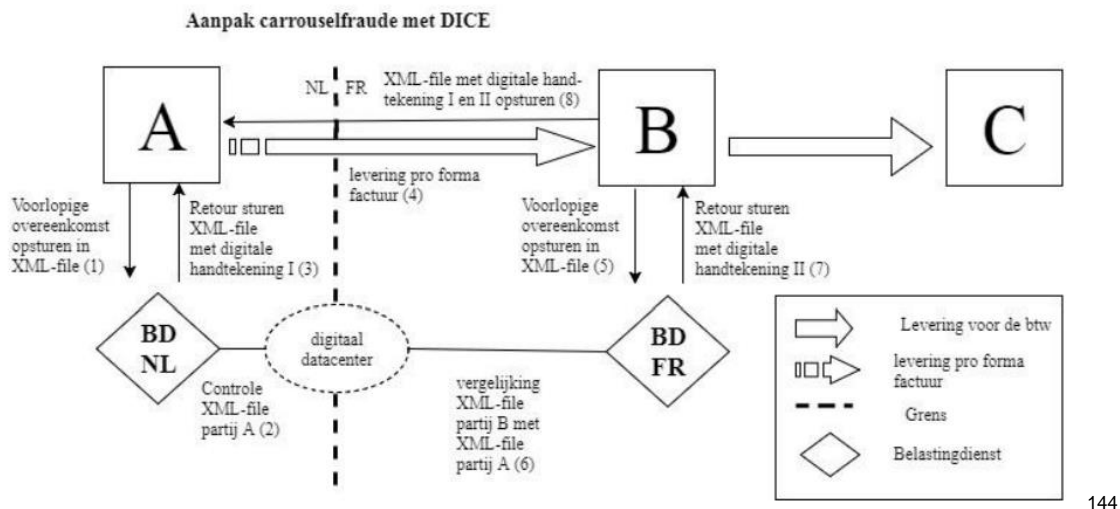 Aanpak carrouselfraude met DICE
A
NL
FR
XML-file met digitale hand-
tekening I en II opsturen (8)
B
C
levering pro forma
factuur (4)
Voorlopige
overeenkomst
opsturen in
XML-file (1)
Retour sturen
XML-file
met digitale
handtekening I (3)
Voorlopige
overeenkomst
opsturen in
XML-file (5)
Retour sturen
XML-file
met digitale
handtekening II (7)
BD
NL
digitaal
datacenter
BD
FR
Controle
XML-file
partij A (2)
vergelijking
XML-file
partij B met
XML-file
partij A (6)
Levering voor de btw
levering pro forma
factuur
Grens
Belastingdienst
144